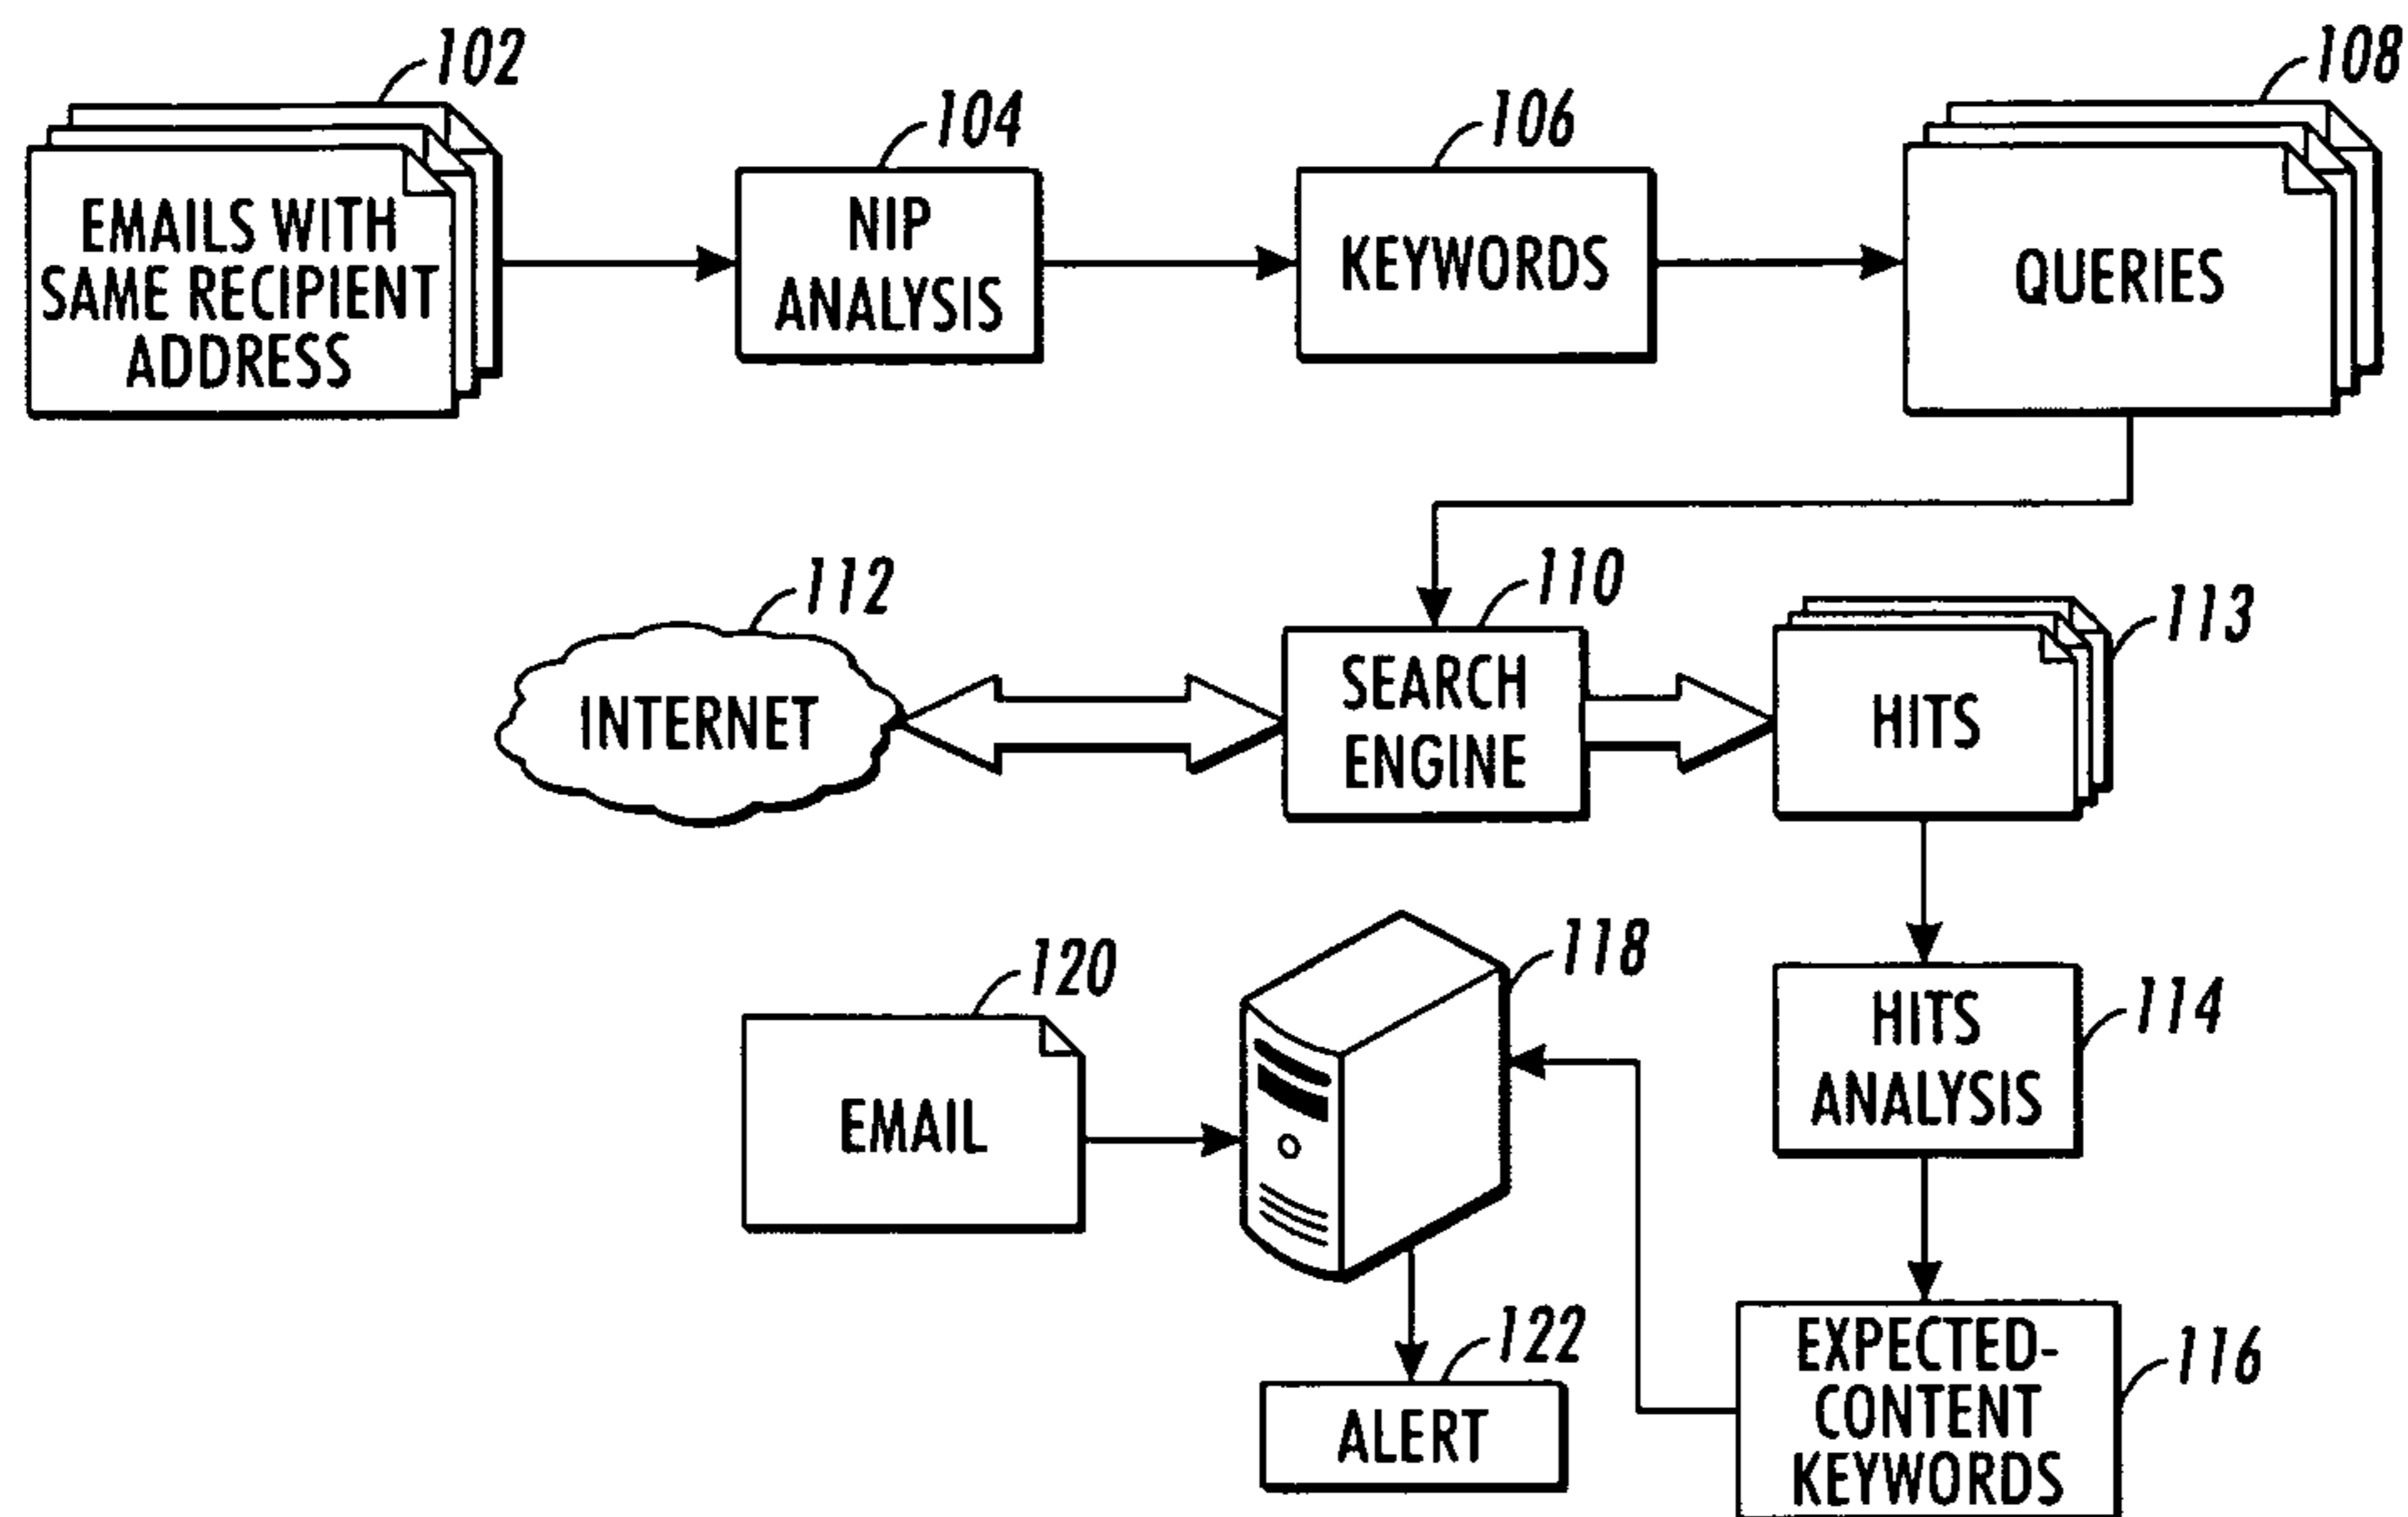 102
EMAILS WITH
SAME RECIPIENT
ADDRESS
104
NIP
ANALYSIS
106
KEYWORDS
108
QUERIES
112
INTERNET
110
SEARCH
ENGINE
113
HITS
120
EMAIL
118
114
HITS
ANALYSIS
122
ALERT
116
EXPECTED-
CONTENT
KEYWORDS